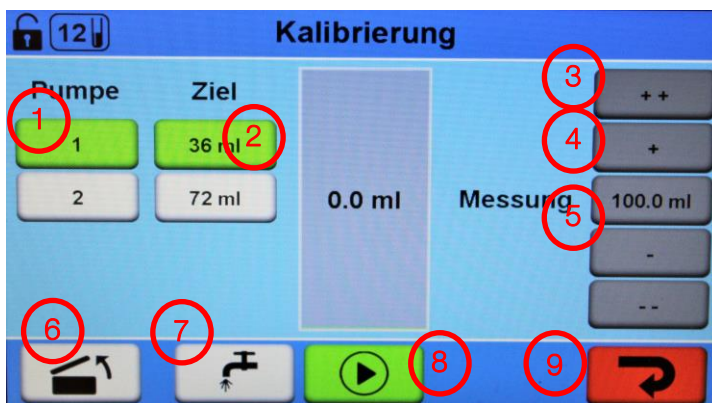 12
Kalibrierung
Pumpe
Ziel
1
1
36 ml
2
2
72 ml
0.0 ml
Messung
3
++
4
+
5
100.0 ml
-
--
6
7
8
9